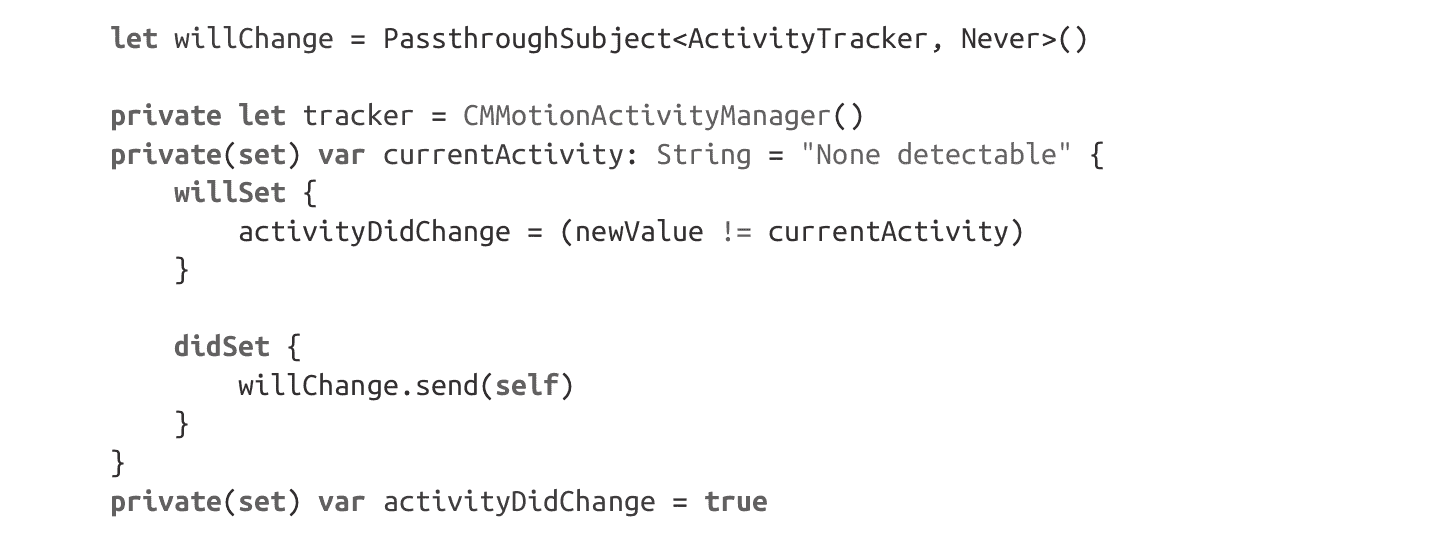 let willChange = PassthroughSubject<ActivityTracker, Never>()
private let tracker = CMMotionActivityManager()
private(set) var currentActivity: String = "None detectable" {
    willSet {
        activityDidChange = (newValue != currentActivity)
    }
    didSet {
        willChange.send(self)
    }
}
private(set) var activityDidChange = true